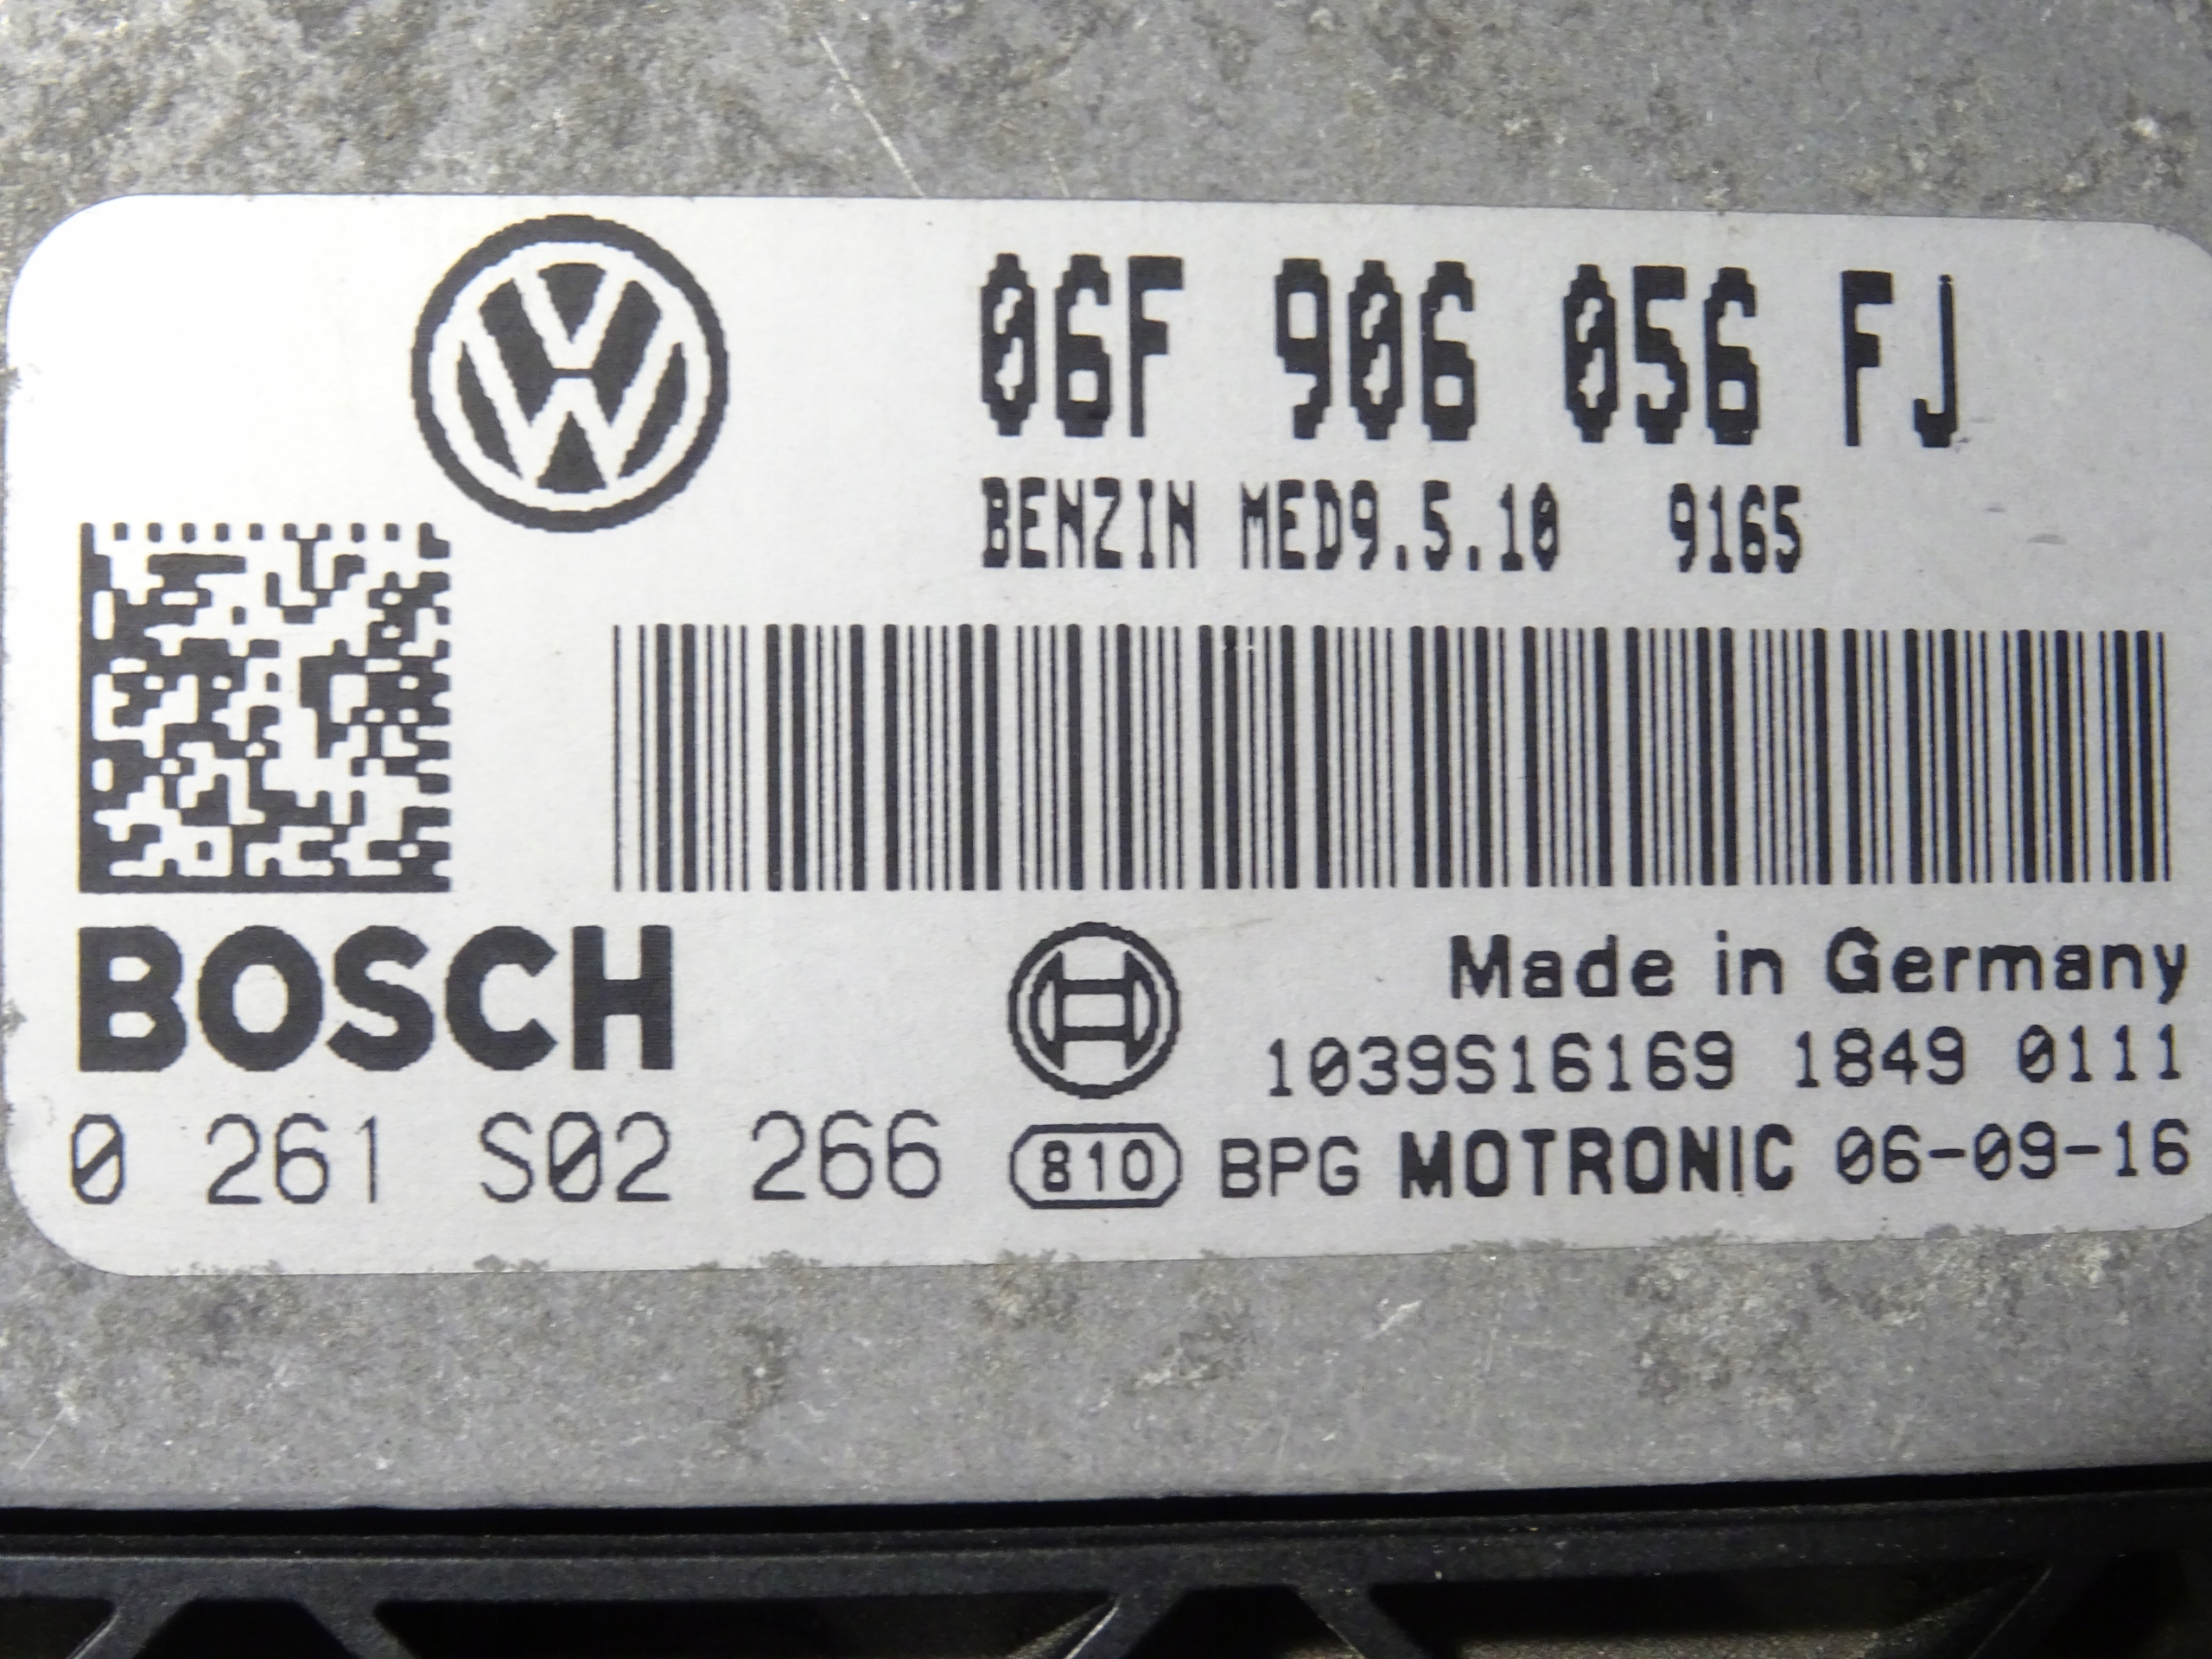 06F 906 056 FJ
BENZIN MED9.5.10 9165
BOSCH
Made in Germany
1039S16169 1849 0111
0 261 S02 266
810 BPG MOTRONIC 06-09-16